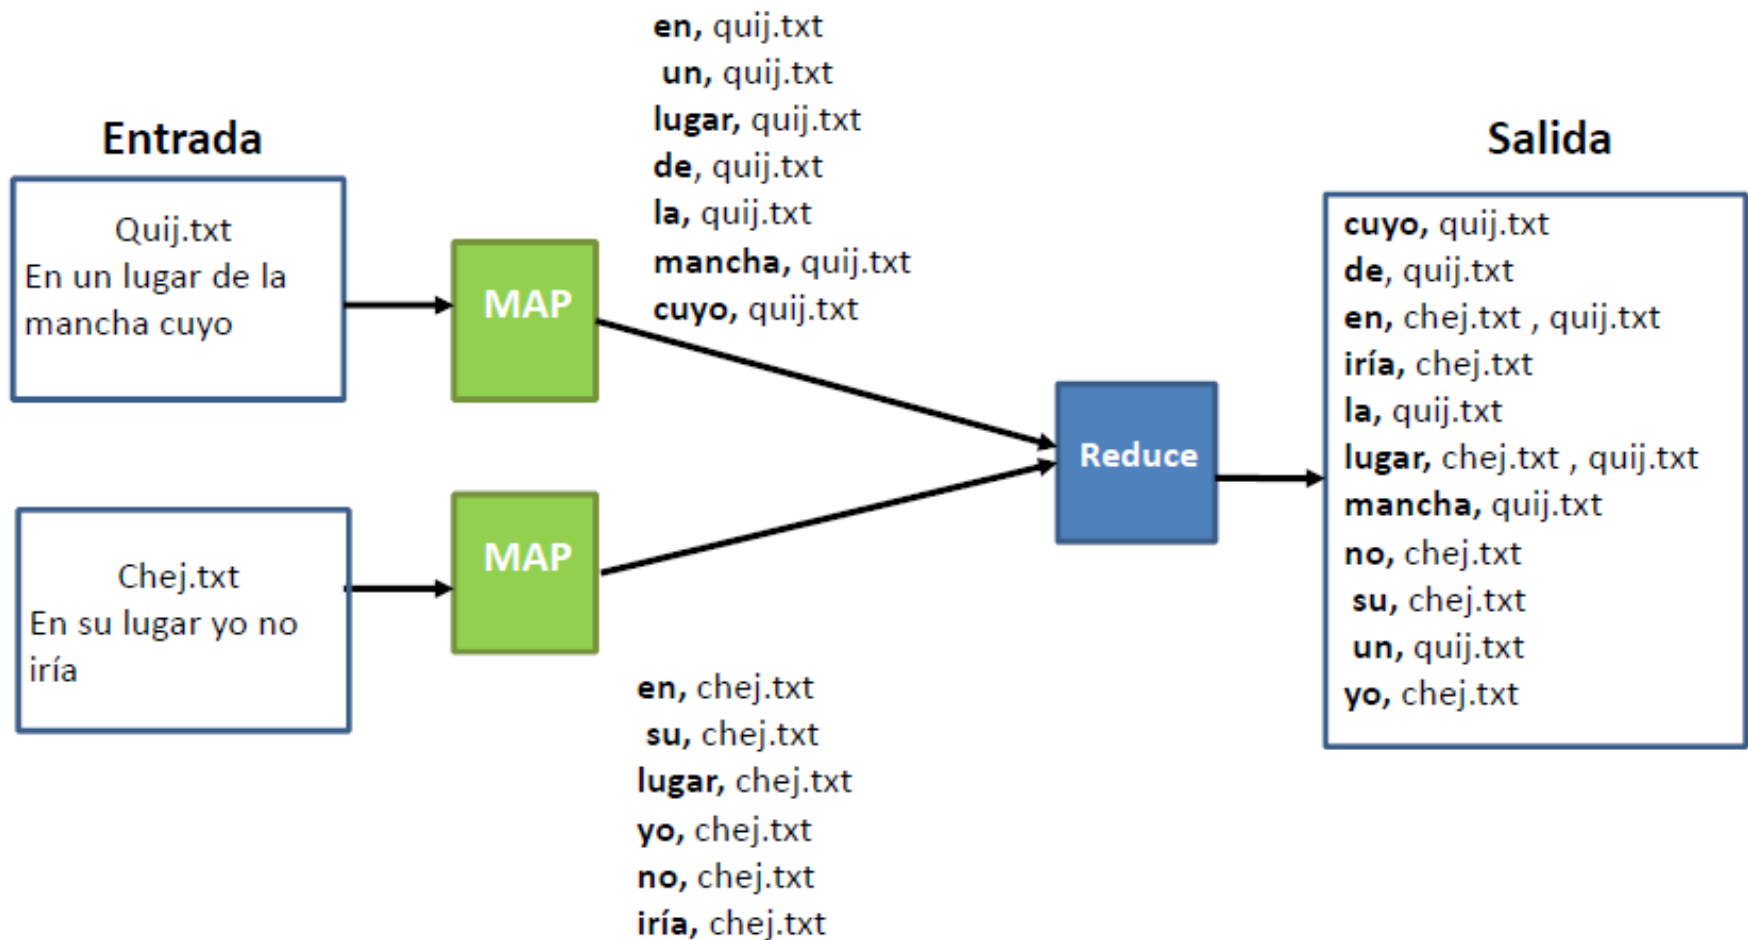 Entrada
Quij.txt
En un lugar de la
mancha cuyo
Chej.txt
En su lugar yo no
iría
MAP
MAP
en, quij.txt
un, quij.txt
lugar, quij.txt
de, quij.txt
la, quij.txt
mancha, quij.txt
cuyo, quij.txt
en, chej.txt
su, chej.txt
lugar, chej.txt
yo, chej.txt
no, chej.txt
iría, chej.txt
Reduce
Salida
cuyo, quij.txt
de, quij.txt
en, chej.txt , quij.txt
iría, chej.txt
la, quij.txt
lugar, chej.txt , quij.txt
mancha, quij.txt
no, chej.txt
su, chej.txt
un, quij.txt
yo, chej.txt